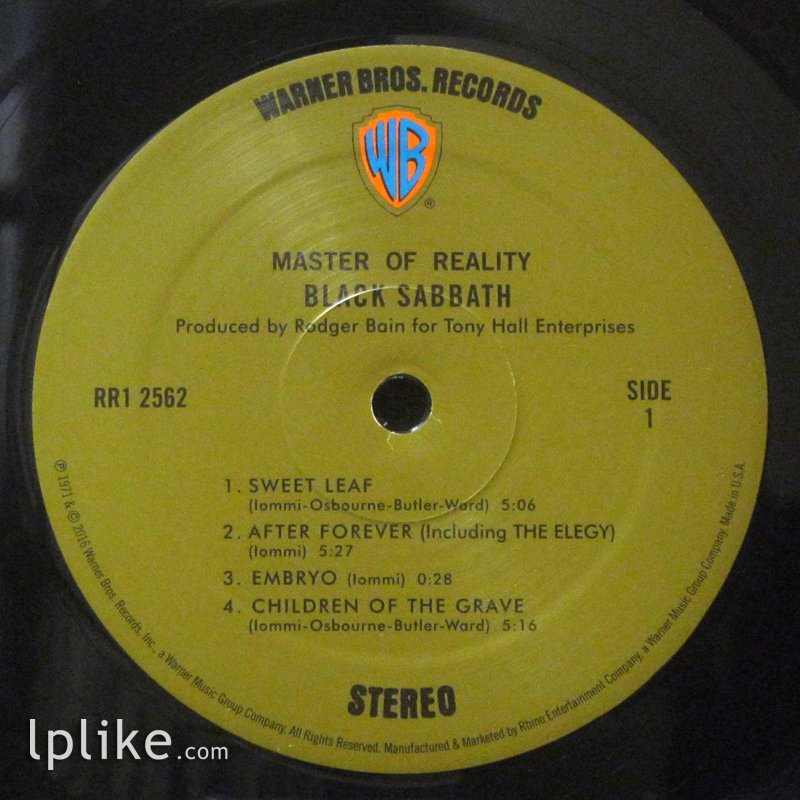 WARNER BROS. RECORDS
WB
®
MASTER OF REALITY
BLACK SABBATH
Produced by Rodger Bain for Tony Hall Enterprises
RR1 2562
SIDE
1
1. SWEET LEAF
(Iommi-Osbourne-Butler-Ward) 5:06
2. AFTER FOREVER (Including THE ELEGY)
(Iommi) 5:27
3. EMBRYO (Iommi) 0:28
4. CHILDREN OF THE GRAVE
(Iommi-Osbourne-Butler-Ward) 5:16
STEREO
℗ 1971 & © 2016 Warner Bros. Records, Inc., a Warner Music Group Company. All Rights Reserved. Manufactured & Marketed by Rhino Entertainment Company, a Warner Music Group Company. Made in U.S.A.
lplike.com